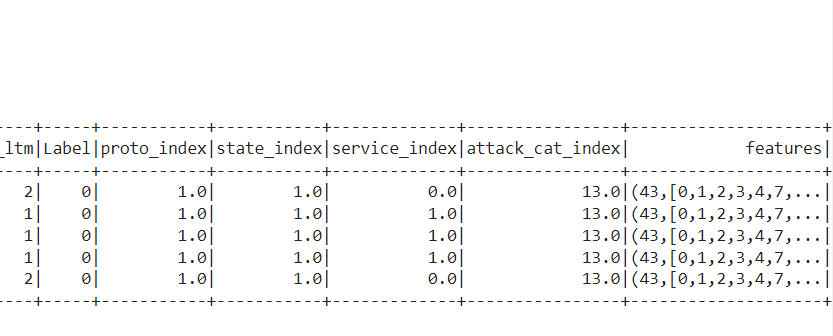 ----+-----+-----------+-----------+-------------+----------------+--------------------+
_ltm|Label|proto_index|state_index|service_index|attack_cat_index|            features|
----+-----+-----------+-----------+-------------+----------------+--------------------+
   2|    0|        1.0|        1.0|          0.0|            13.0|(43,[0,1,2,3,4,7,...|
   1|    0|        1.0|        1.0|          1.0|            13.0|(43,[0,1,2,3,4,7,...|
   1|    0|        1.0|        1.0|          1.0|            13.0|(43,[0,1,2,3,4,7,...|
   1|    0|        1.0|        1.0|          1.0|            13.0|(43,[0,1,2,3,4,7,...|
   2|    0|        1.0|        1.0|          0.0|            13.0|(43,[0,1,2,3,4,7,...|
----+-----+-----------+-----------+-------------+----------------+--------------------+